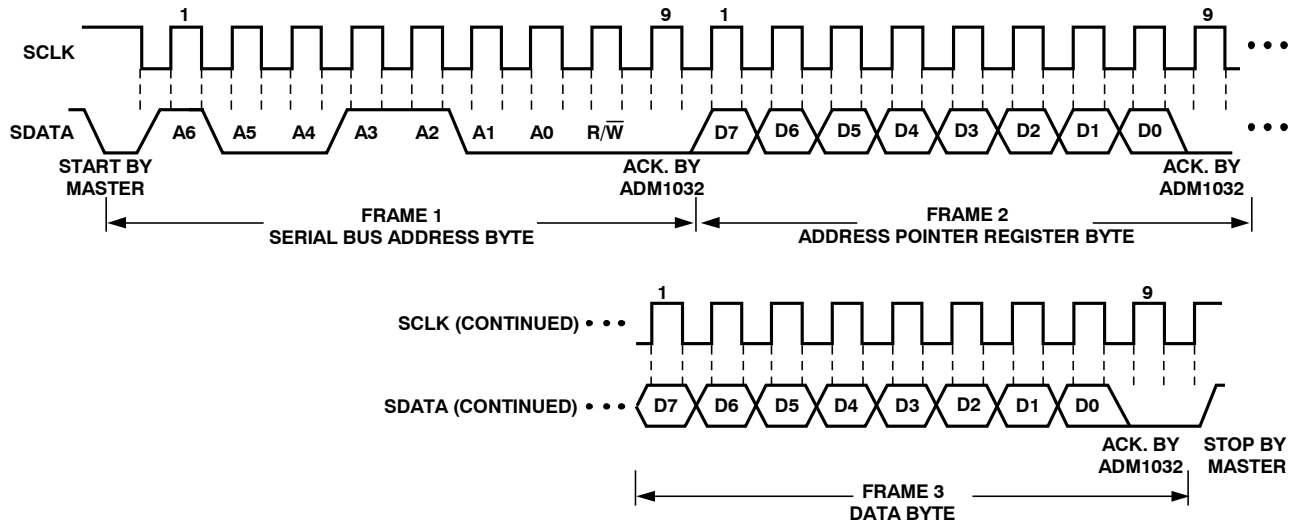 1 9 1 9
SCLK
SDATA A6 A5 A4 A3 A2 A1 A0 R/W̅ D7 D6 D5 D4 D3 D2 D1 D0
START BY MASTER
ACK. BY ADM1032
ACK. BY ADM1032
FRAME 1
SERIAL BUS ADDRESS BYTE
FRAME 2
ADDRESS POINTER REGISTER BYTE
1 9
SCLK (CONTINUED)
SDATA (CONTINUED) D7 D6 D5 D4 D3 D2 D1 D0
ACK. BY ADM1032
STOP BY MASTER
FRAME 3
DATA BYTE